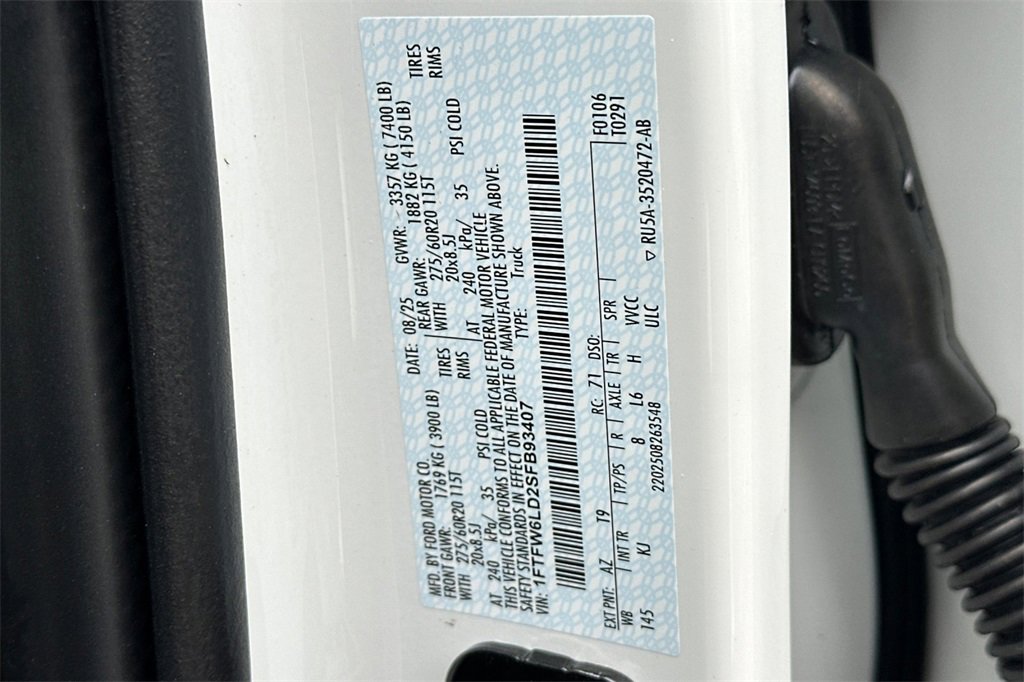 MFD. BY FORD MOTOR CO.
DATE: 08/25 GVWR: 3357 KG ( 7400 LB)
FRONT GAWR: 1769 KG ( 3900 LB) REAR GAWR: 1882 KG ( 4150 LB)
WITH 275/60R20 115T TIRES WITH 275/60R20 115T TIRES
20x8.5J RIMS 20x8.5J RIMS
AT 240 kPa/ 35 PSI COLD AT 240 kPa/ 35 PSI COLD
THIS VEHICLE CONFORMS TO ALL APPLICABLE FEDERAL MOTOR VEHICLE
SAFETY STANDARDS IN EFFECT ON THE DATE OF MANUFACTURE SHOWN ABOVE.
VIN: 1FTFW6LD2SFB93407 TYPE: Truck
F0106
EXT PNT: AZ T9 RC: 71 DSO: T0291
WB INT TR TP/PS R AXLE TR SPR
145 KJ 8 L6 H VVCC
ULC
2202508263548 RU5A-3520472-AB